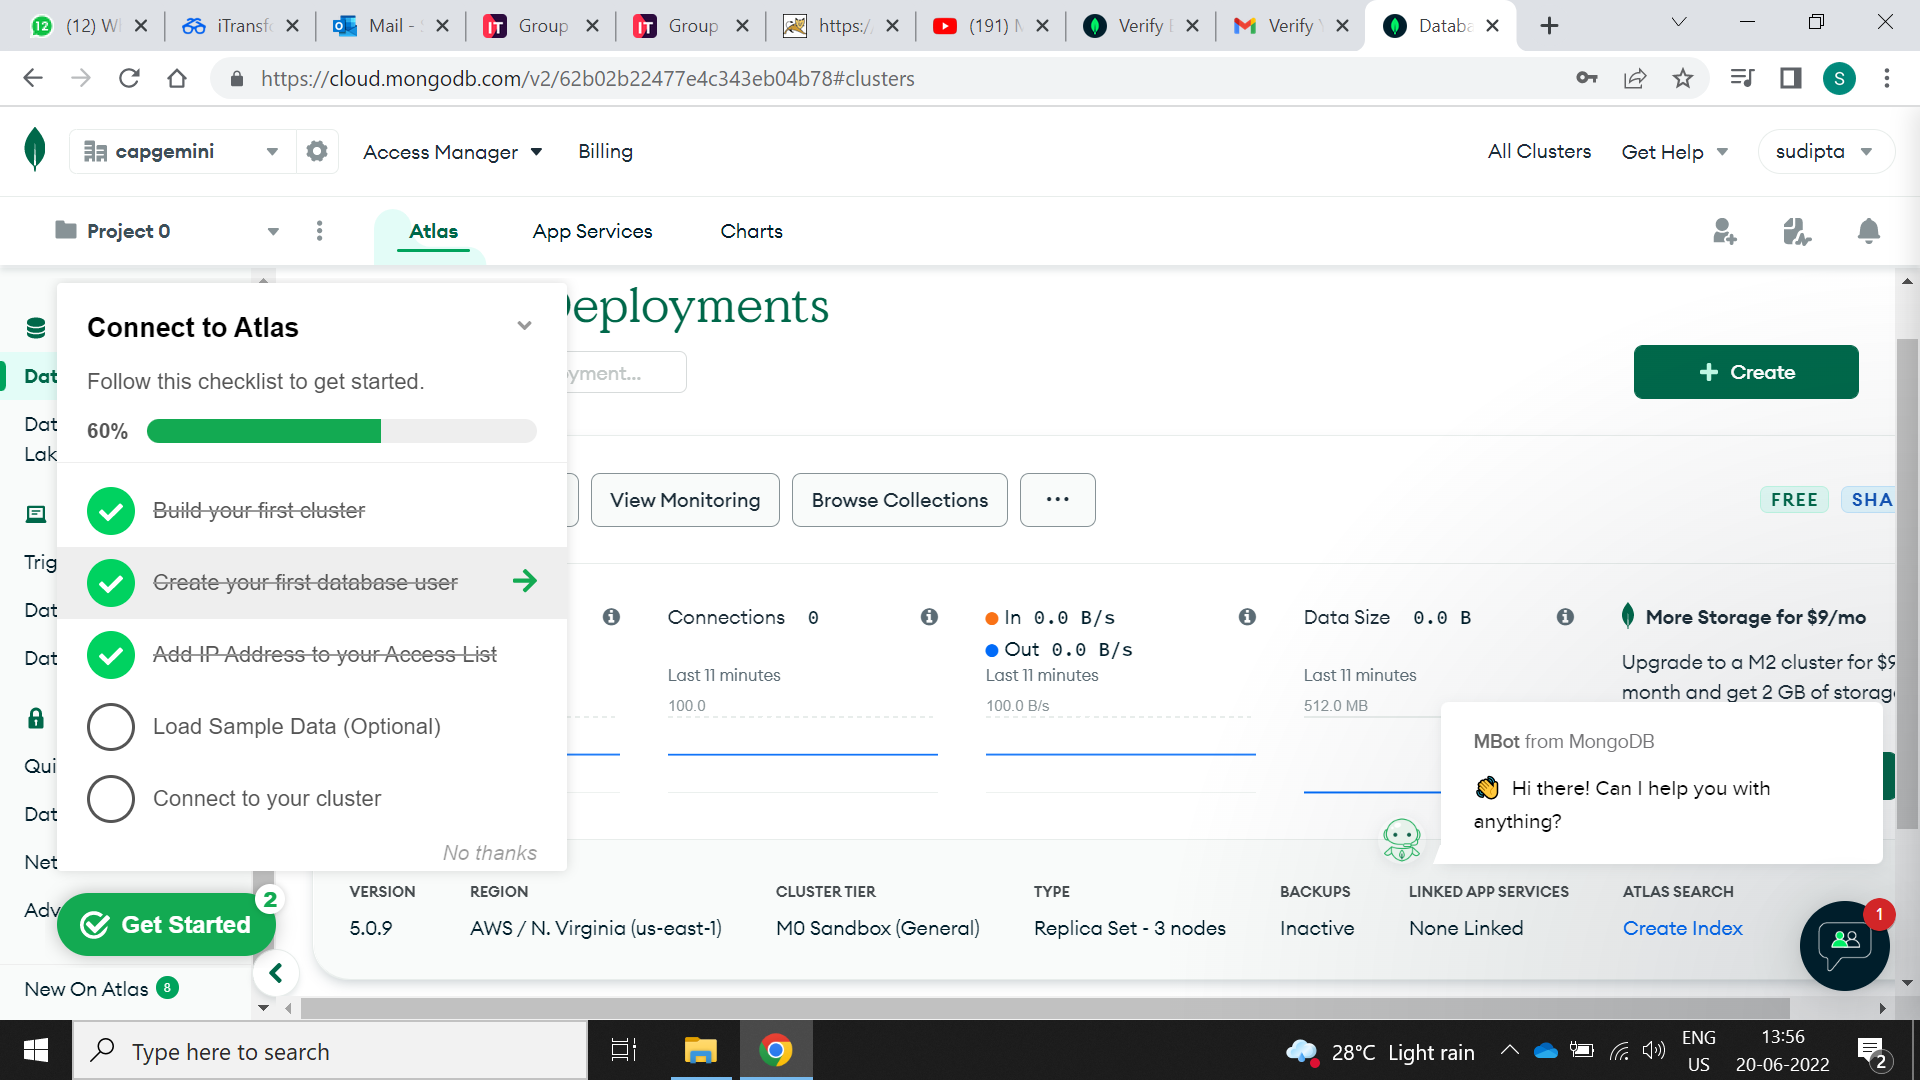 12
(12) W
iTransf
Mail -
Group
Group
https:/
(191) M
Verify
Verify
Databa
https://cloud.mongodb.com/v2/62b02b22477e4c343eb04b78#clusters
S
capgemini
Access Manager
Billing
All Clusters
Get Help
sudipta
Project 0
Atlas
App Services
Charts
Deployments
yment...
+ Create
Connect to Atlas
Follow this checklist to get started.
60%
Build your first cluster
Create your first database user
Add IP Address to your Access List
Load Sample Data (Optional)
Connect to your cluster
No thanks
Dat
Dat
Lak
Trig
Dat
Dat
Qui
Dat
Net
Adv
Get Started
2
New On Atlas 8
View Monitoring
Browse Collections
...
FREE
SHA
Connections 0
Last 11 minutes
100.0
In 0.0 B/s
Out 0.0 B/s
Last 11 minutes
100.0 B/s
Data Size 0.0 B
Last 11 minutes
512.0 MB
More Storage for $9/mo
Upgrade to a M2 cluster for $9
month and get 2 GB of storag
MBot from MongoDB
Hi there! Can I help you with
anything?
1
VERSION
5.0.9
REGION
AWS / N. Virginia (us-east-1)
CLUSTER TIER
M0 Sandbox (General)
TYPE
Replica Set - 3 nodes
BACKUPS
Inactive
LINKED APP SERVICES
None Linked
ATLAS SEARCH
Create Index
Type here to search
28°C Light rain
ENG
US
13:56
20-06-2022
2